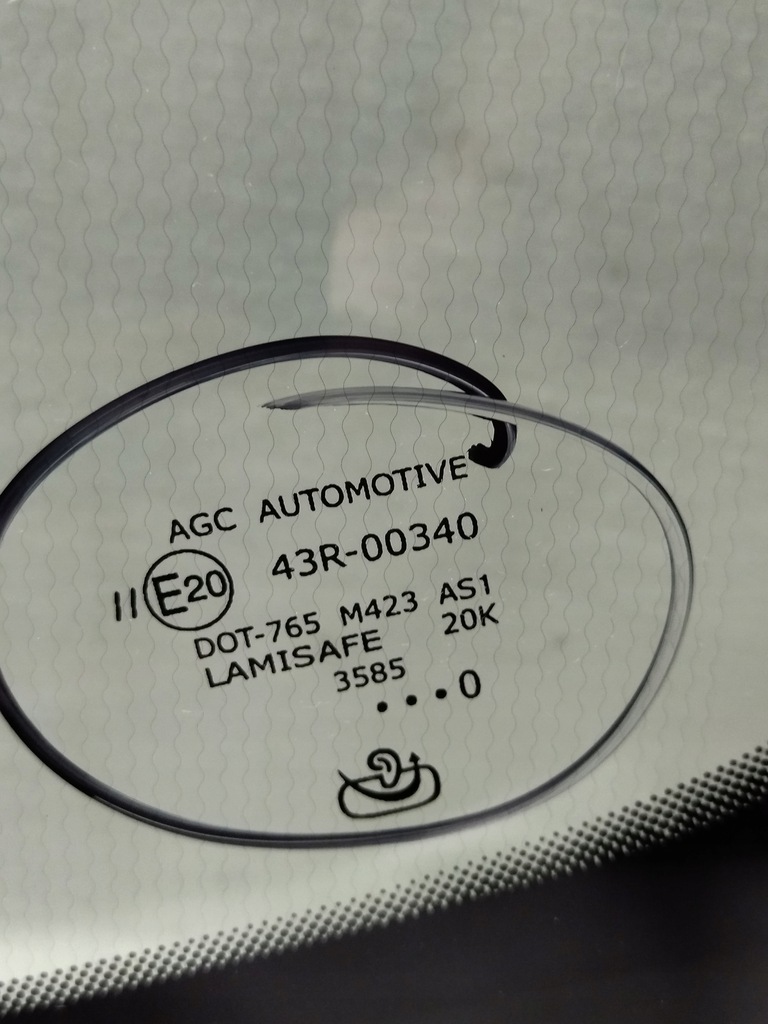 AGC AUTOMOTIVE
II E20 43R-00340
DOT-765 M423 AS1
LAMISAFE 20K
3585
...0